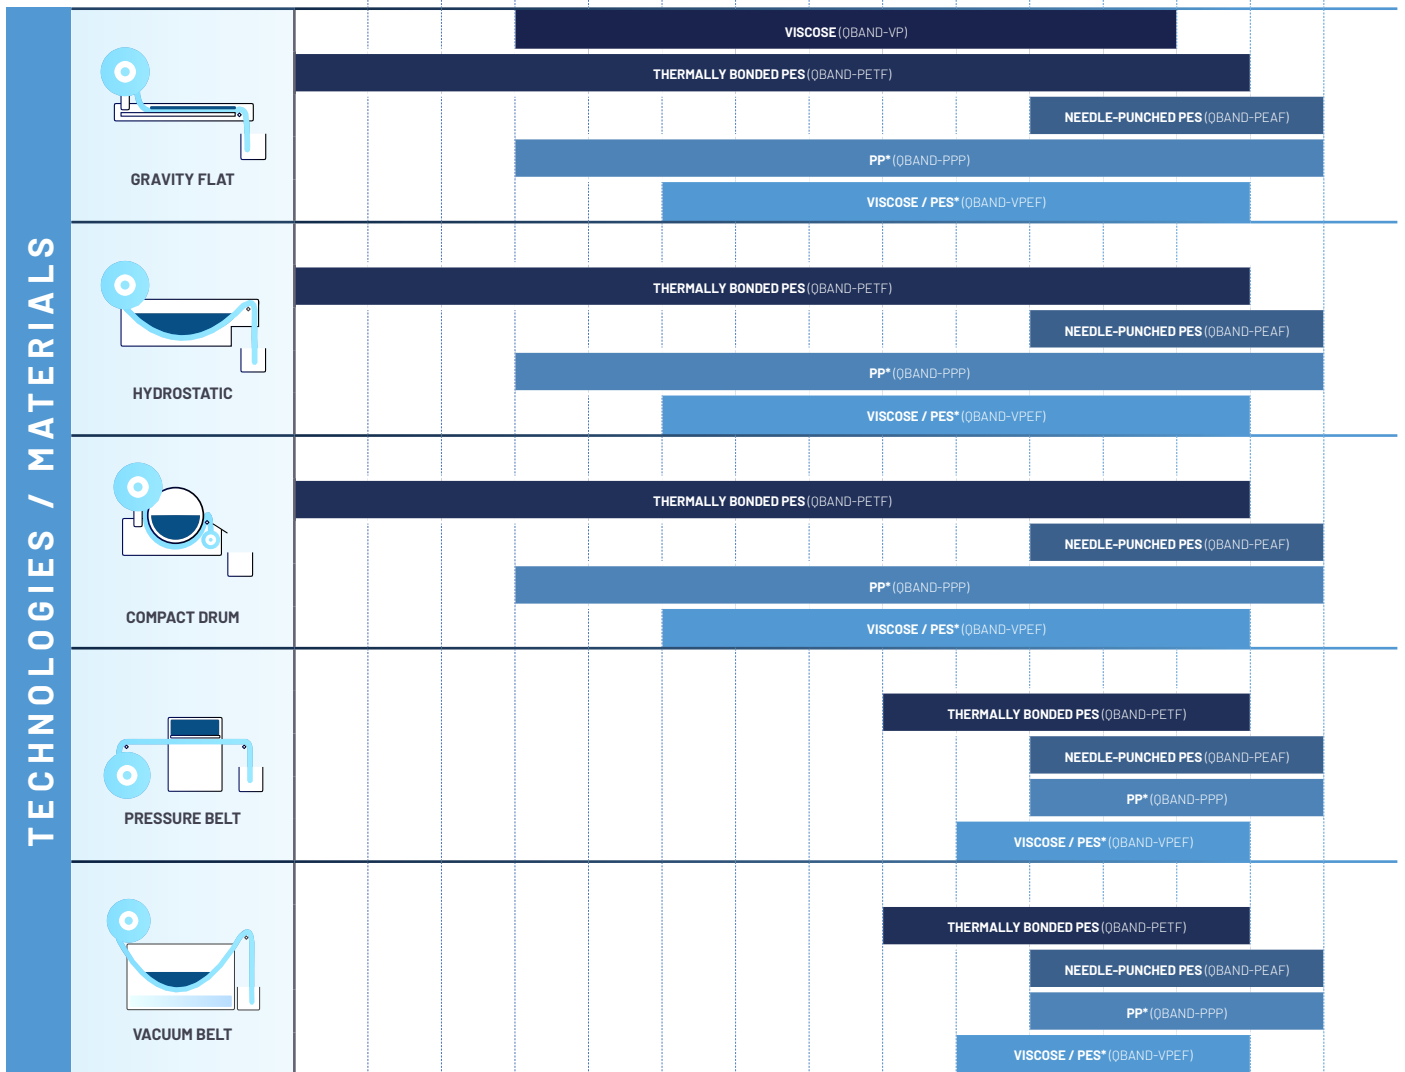 TECHNOLOGIES / MATERIALS
GRAVITY FLAT
VISCOSE (QBAND-VP)
THERMALLY BONDED PES (QBAND-PETF)
NEEDLE-PUNCHED PES (QBAND-PEAF)
PP* (QBAND-PPP)
VISCOSE / PES* (QBAND-VPEF)
HYDROSTATIC
THERMALLY BONDED PES (QBAND-PETF)
NEEDLE-PUNCHED PES (QBAND-PEAF)
PP* (QBAND-PPP)
VISCOSE / PES* (QBAND-VPEF)
COMPACT DRUM
THERMALLY BONDED PES (QBAND-PETF)
NEEDLE-PUNCHED PES (QBAND-PEAF)
PP* (QBAND-PPP)
VISCOSE / PES* (QBAND-VPEF)
PRESSURE BELT
THERMALLY BONDED PES (QBAND-PETF)
NEEDLE-PUNCHED PES (QBAND-PEAF)
PP* (QBAND-PPP)
VISCOSE / PES* (QBAND-VPEF)
VACUUM BELT
THERMALLY BONDED PES (QBAND-PETF)
NEEDLE-PUNCHED PES (QBAND-PEAF)
PP* (QBAND-PPP)
VISCOSE / PES* (QBAND-VPEF)